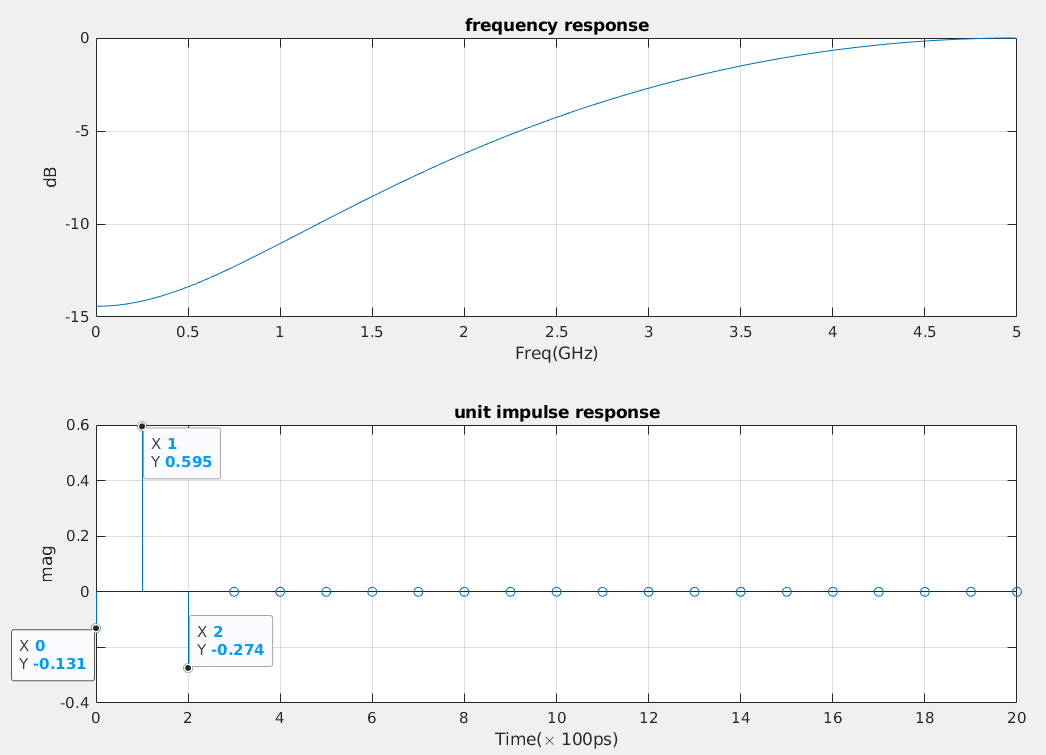 frequency response
0
-5
-10
-15
dB
0 0.5 1 1.5 2 2.5 3 3.5 4 4.5 5
Freq(GHz)
unit impulse response
0.6
0.4
0.2
0
-0.4
mag
X 1
Y 0.595
X 2
Y -0.274
X 0
Y -0.131
0 2 4 6 8 10 12 14 16 18 20
Time(× 100ps)